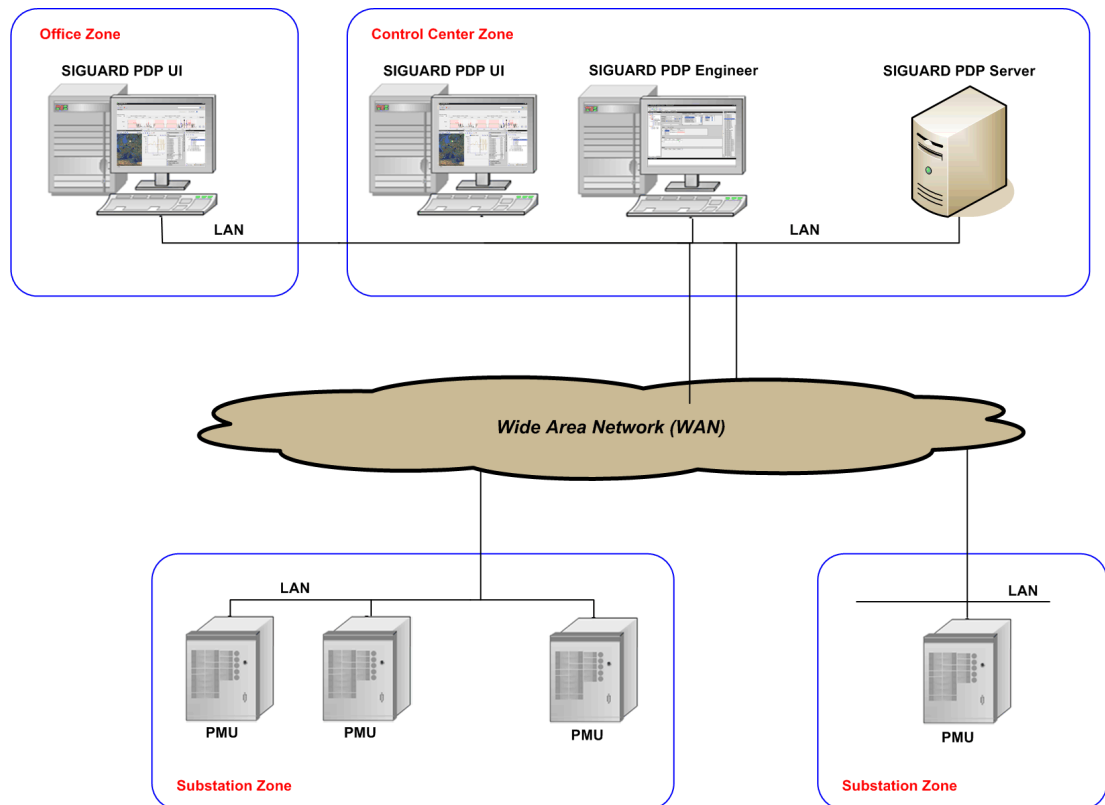 Office Zone
Control Center Zone
SIGUARD PDP UI
SIGUARD PDP UI
SIGUARD PDP Engineer
SIGUARD PDP Server
LAN
LAN
Wide Area Network (WAN)
LAN
LAN
PMU
PMU
PMU
PMU
Substation Zone
Substation Zone